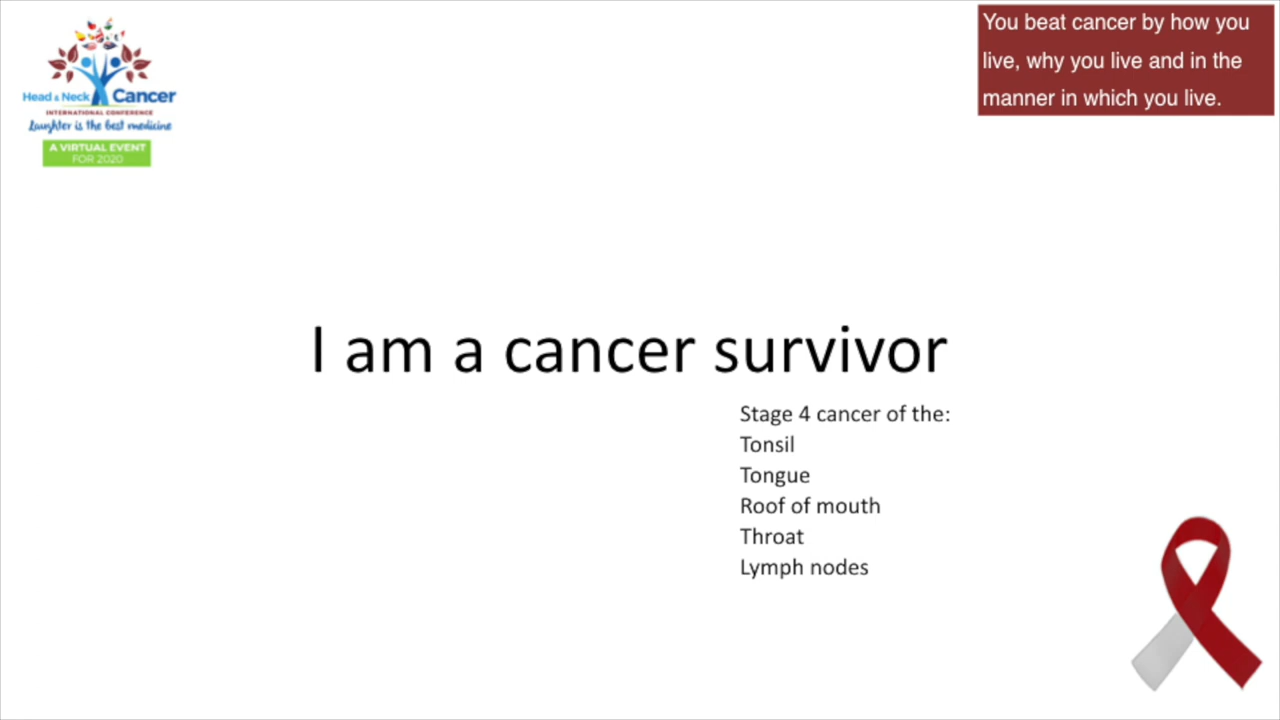 Head & Neck Cancer
INTERNATIONAL CONFERENCE
Laughter is the best medicine
A VIRTUAL EVENT
FOR 2020
You beat cancer by how you
live, why you live and in the
manner in which you live.
I am a cancer survivor
Stage 4 cancer of the:
Tonsil
Tongue
Roof of mouth
Throat
Lymph nodes